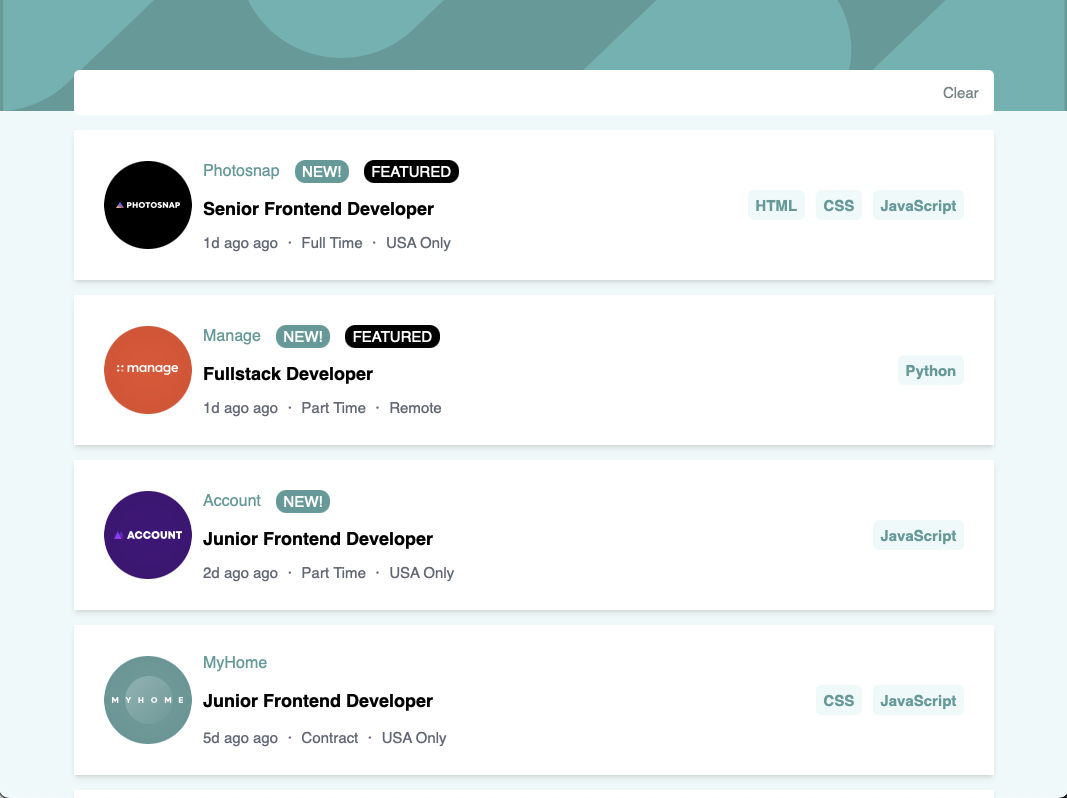 Clear
PHOTOSNAP
Photosnap NEW! FEATURED
Senior Frontend Developer
1d ago ago · Full Time · USA Only
HTML CSS JavaScript
manage
Manage NEW! FEATURED
Fullstack Developer
1d ago ago · Part Time · Remote
Python
ACCOUNT
Account NEW!
Junior Frontend Developer
2d ago ago · Part Time · USA Only
JavaScript
MYHOME
MyHome
Junior Frontend Developer
5d ago ago · Contract · USA Only
CSS JavaScript